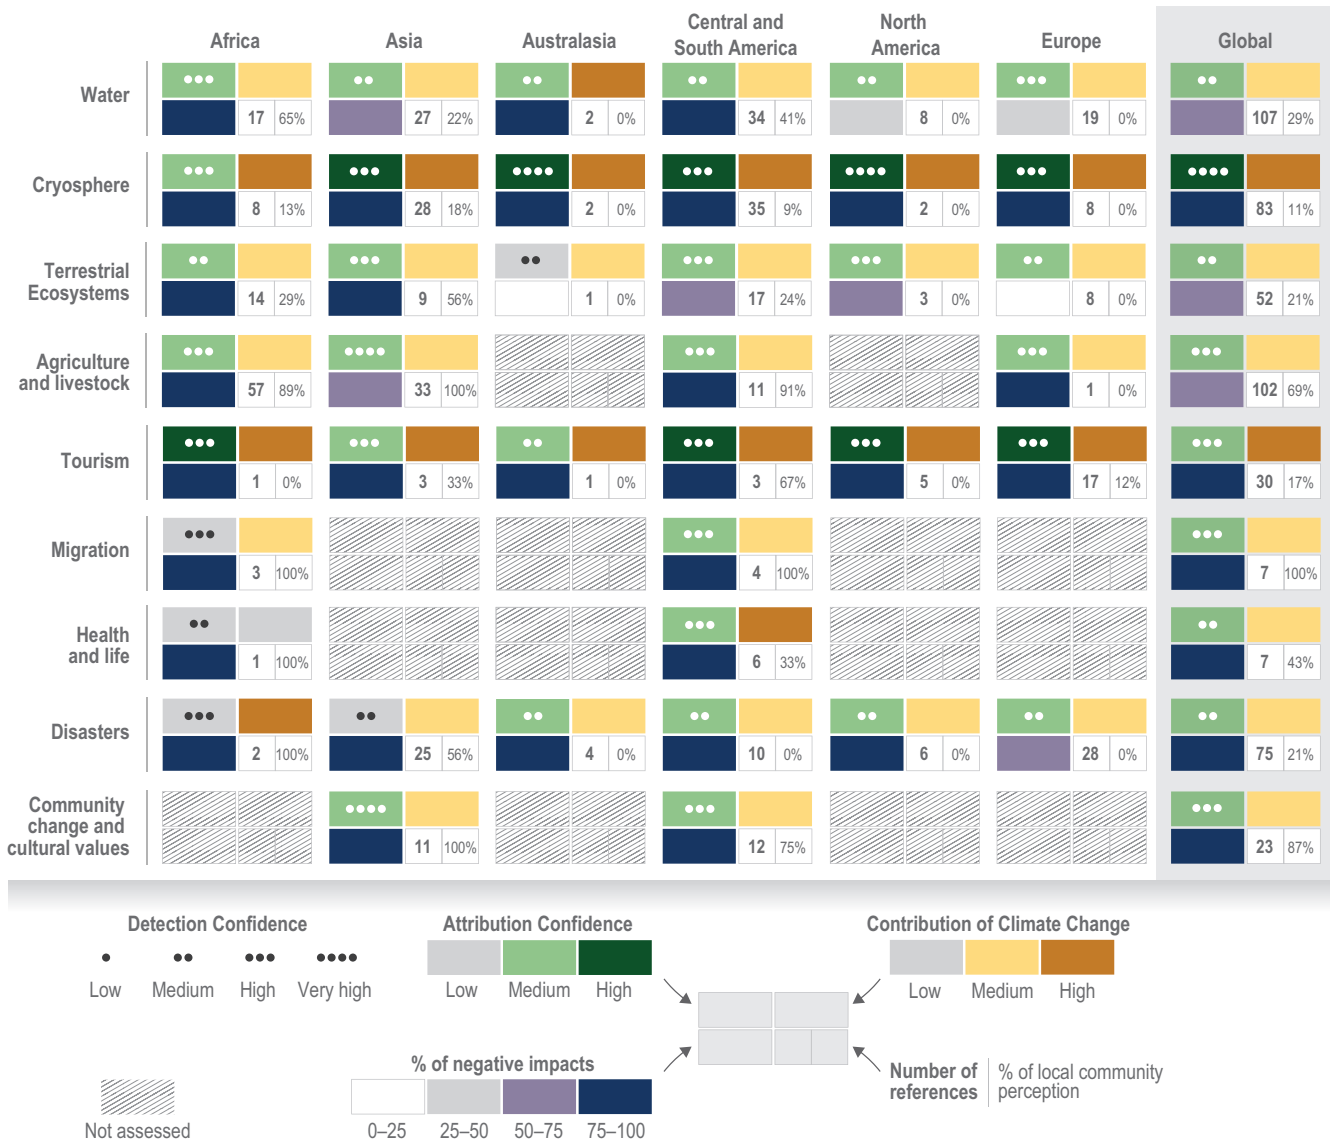 Africa
Asia
Australasia
Central and
South America
North
America
Europe
Global
Water
17 65%
27 22%
2 0%
34 41%
8 0%
19 0%
107 29%
Cryosphere
8 13%
28 18%
2 0%
35 9%
2 0%
8 0%
83 11%
Terrestrial
Ecosystems
14 29%
9 56%
1 0%
17 24%
3 0%
8 0%
52 21%
Agriculture
and livestock
57 89%
33 100%
11 91%
1 0%
102 69%
Tourism
1 0%
3 33%
1 0%
3 67%
5 0%
17 12%
30 17%
Migration
3 100%
4 100%
7 100%
Health
and life
1 100%
6 33%
7 43%
Disasters
2 100%
25 56%
4 0%
10 0%
6 0%
28 0%
75 21%
Community
change and
cultural values
11 100%
12 75%
23 87%
Detection Confidence
Low Medium High Very high
Attribution Confidence
Low Medium High
Contribution of Climate Change
Low Medium High
% of negative impacts
0–25 25–50 50–75 75–100
Number of
references
% of local community
perception
Not assessed